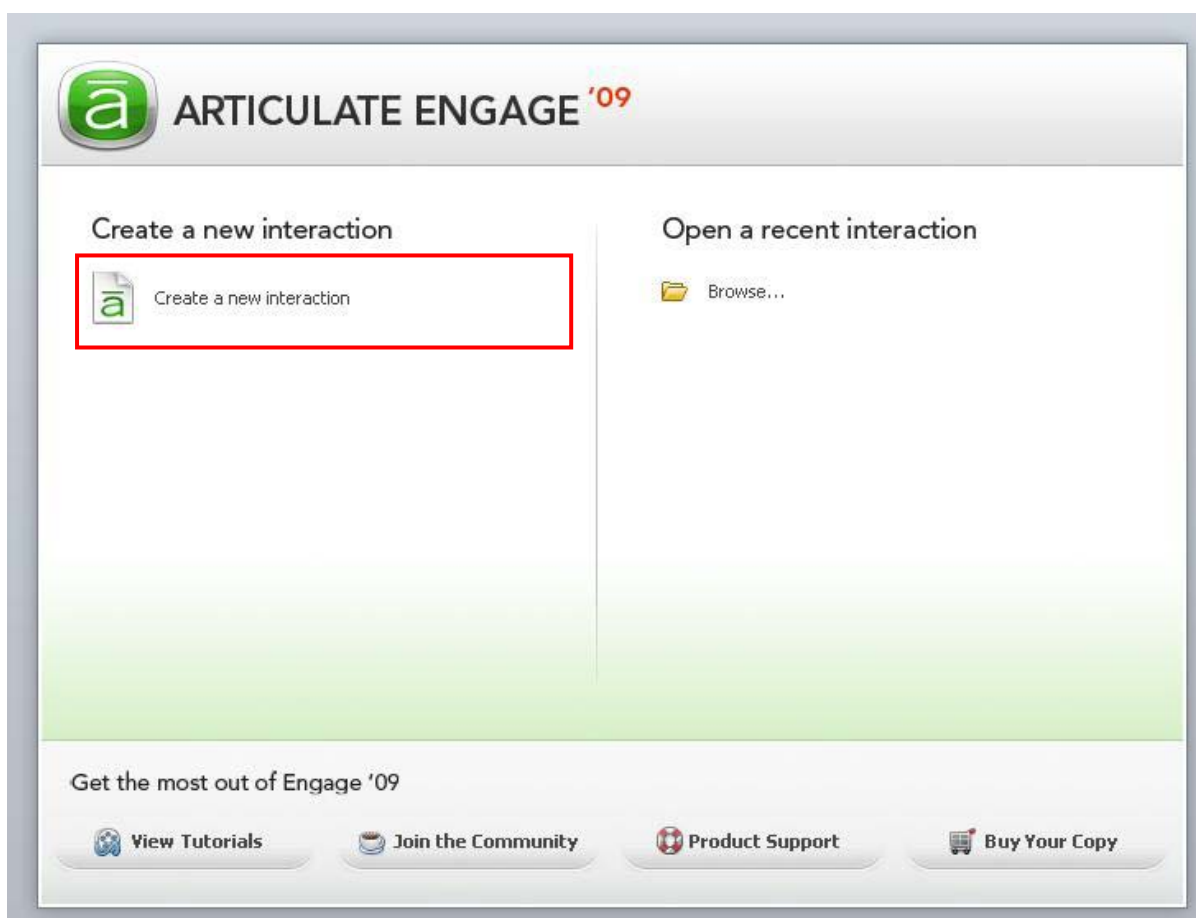 ā ARTICULATE ENGAGE '09
Create a new interaction
ā Create a new interaction
Open a recent interaction
Browse...
Get the most out of Engage '09
View Tutorials
Join the Community
Product Support
Buy Your Copy